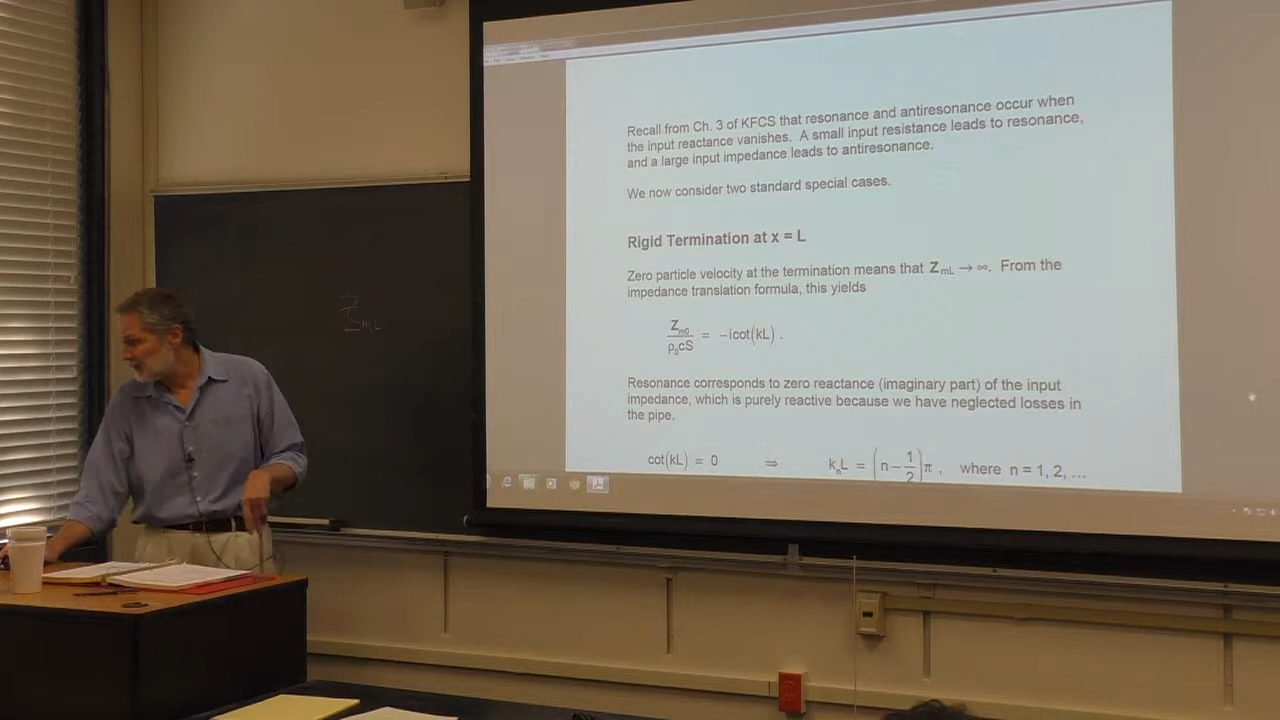 Recall from Ch. 3 of KFCS that resonance and antiresonance occur when
the input reactance vanishes. A small input resistance leads to resonance,
and a large input impedance leads to antiresonance.
We now consider two standard special cases.
Rigid Termination at x = L
Zero particle velocity at the termination means that Z_mL → ∞. From the
impedance translation formula, this yields
Z_m0 / ρ₀cS = −icot(kL) .
Resonance corresponds to zero reactance (imaginary part) of the input
impedance, which is purely reactive because we have neglected losses in
the pipe.
cot(kL) = 0 ⇒ k_nL = (n − 1/2)π , where n = 1, 2, ...
Z_mL